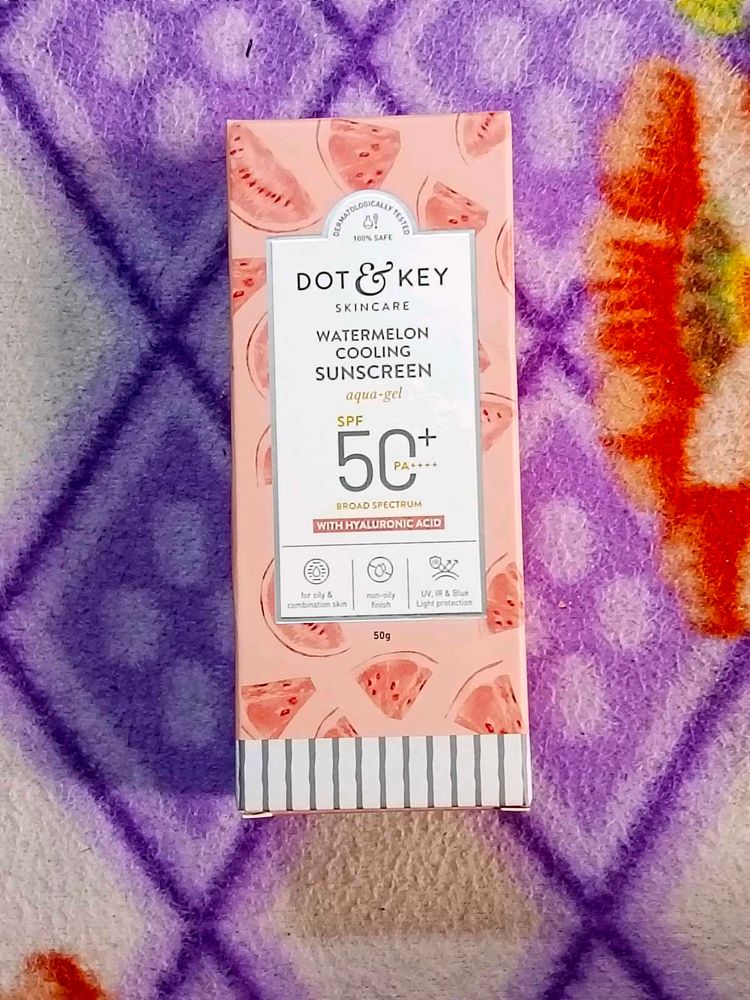 DERMATOLOGICALLY TESTED
100% SAFE
DOT & KEY
SKINCARE
WATERMELON
COOLING
SUNSCREEN
aqua-gel
SPF
50+
PA++++
BROAD SPECTRUM
WITH HYALURONIC ACID
for oily &
combination skin
non-oily
finish
UV, IR & Blue
Light protection
50g